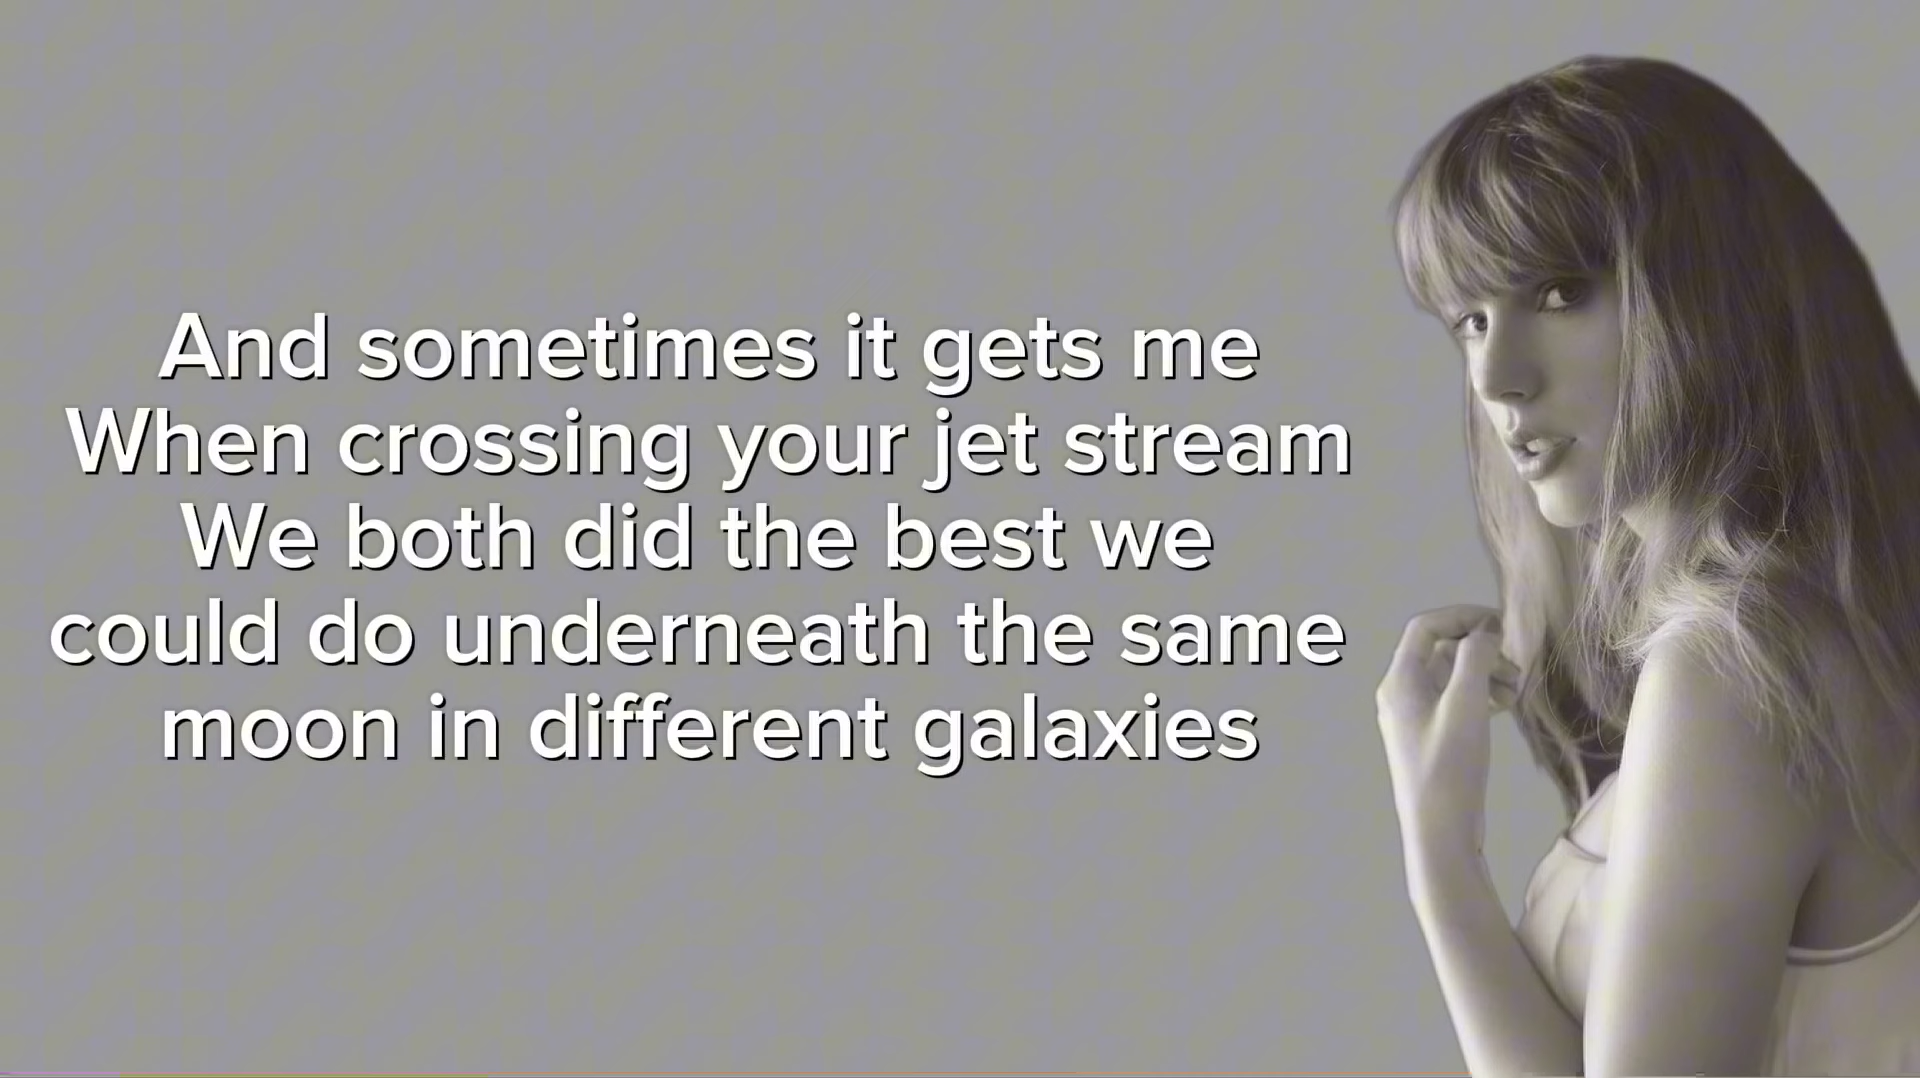 And sometimes it gets me
When crossing your jet stream
We both did the best we
could do underneath the same
moon in different galaxies